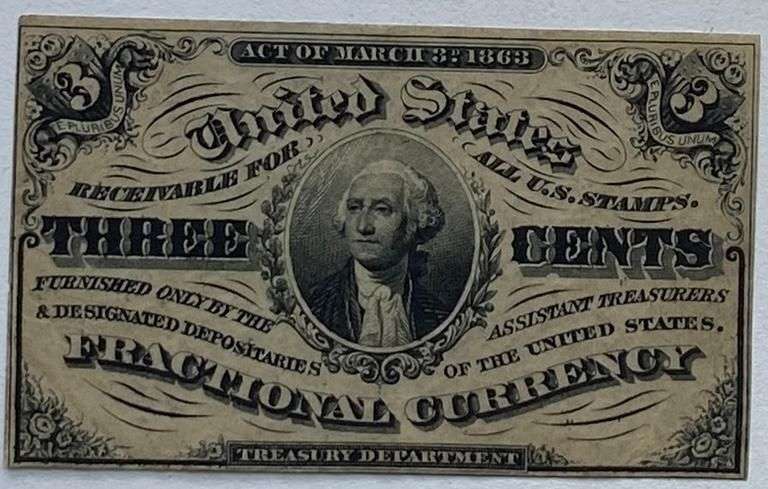 ACT OF MARCH 3D. 1863
3 3
E PLURIBUS UNUM E PLURIBUS UNUM
United States
RECEIVABLE FOR ALL U.S. STAMPS.
THREE CENTS
FURNISHED ONLY BY THE ASSISTANT TREASURERS
& DESIGNATED DEPOSITARIES OF THE UNITED STATES.
FRACTIONAL CURRENCY
TREASURY DEPARTMENT